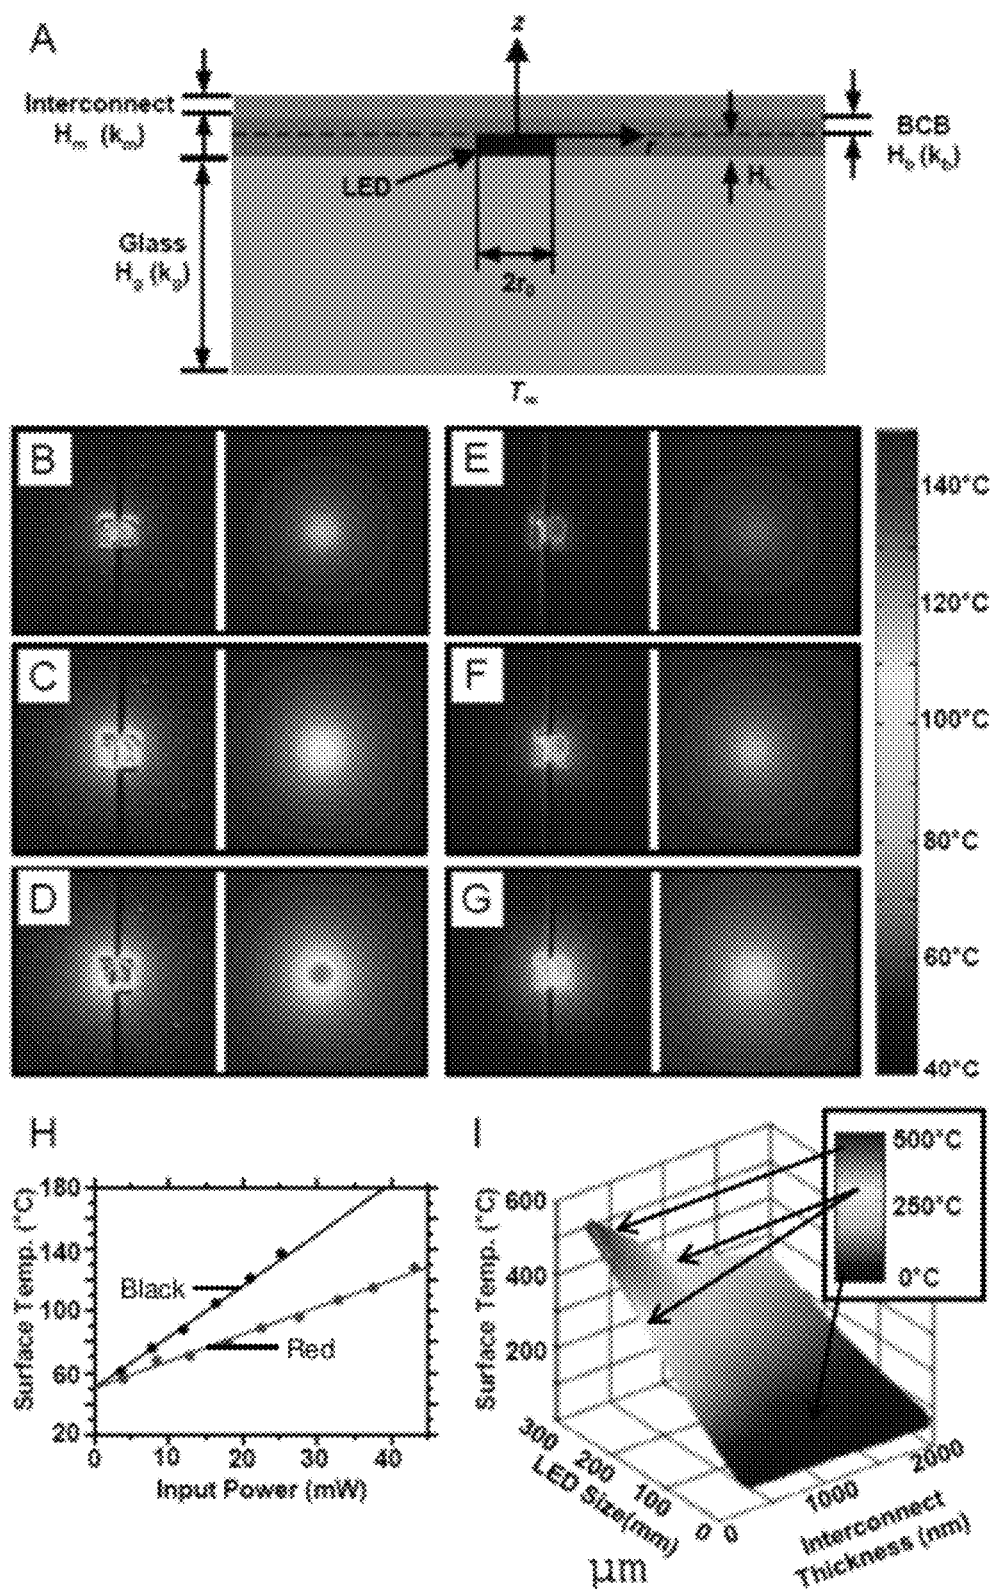 A
z
Interconnect
Hm (km)
BCB
Hb (kb)
r
LED
HL
Glass
Hg (kg)
2r0
T∞
B
E
C
F
D
G
140°C
120°C
100°C
80°C
60°C
40°C
H
Surface Temp. (°C)
180
140
100
60
20
Black
Red
0
10
20
30
40
Input Power (mW)
I
500°C
250°C
0°C
Surface Temp. (°C)
600
400
200
300
200
100
0
LED Size(mm)
μm
0
1000
2000
Interconnect
Thickness (nm)